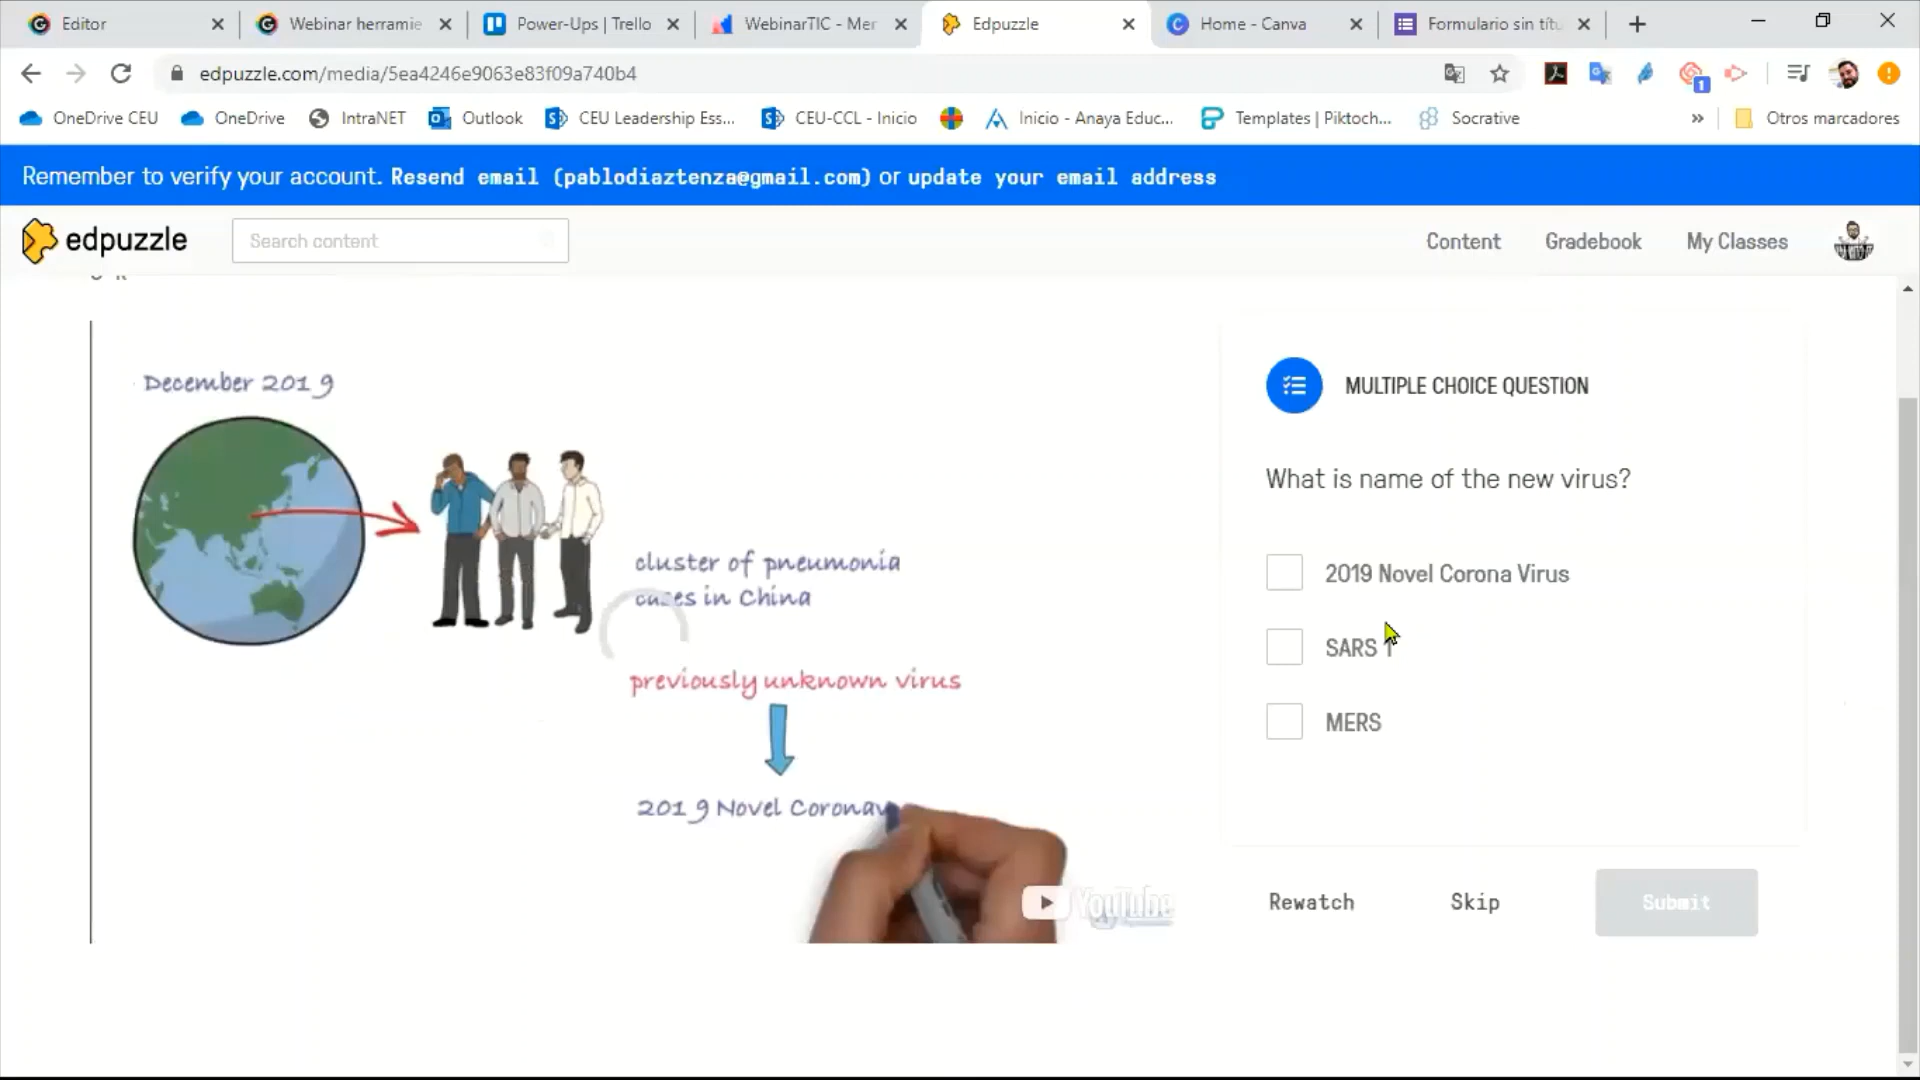 Editor
Webinar herramie
Power-Ups | Trello
WebinarTIC - Mer
Edpuzzle
Home - Canva
Formulario sin títu
edpuzzle.com/media/5ea4246e9063e83f09a740b4
1
OneDrive CEU
OneDrive
IntraNET
Outlook
CEU Leadership Ess...
CEU-CCL - Inicio
Inicio - Anaya Educ...
Templates | Piktoch...
Socrative
»
Otros marcadores
Remember to verify your account. Resend email (pablodiaztenza@gmail.com) or update your email address
edpuzzle
Search content
Content
Gradebook
My Classes
December 2019
cluster of pneumonia
cases in China
previously unknown virus
2019 Novel Coronav
YouTube
MULTIPLE CHOICE QUESTION
What is name of the new virus?
2019 Novel Corona Virus
SARS 1
MERS
Rewatch
Skip
Submit